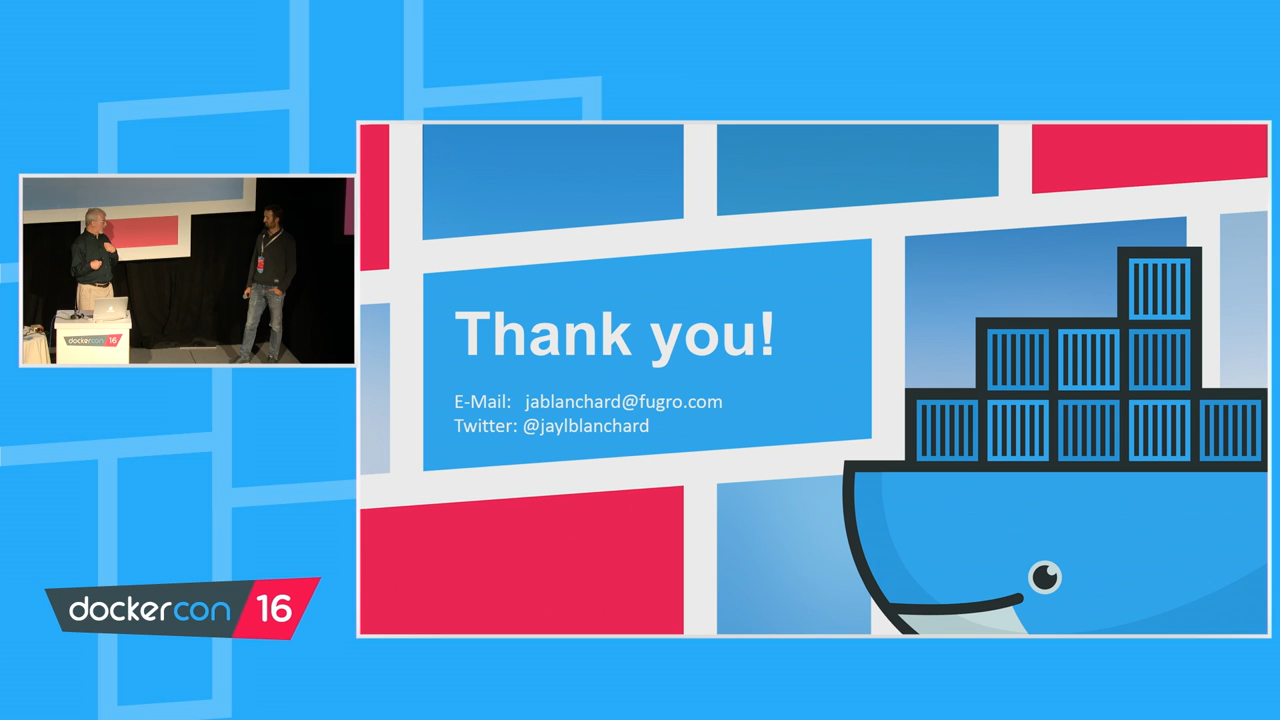 dockercon 16
Thank you!
E-Mail: jablanchard@fugro.com
Twitter: @jaylblanchard
dockercon 16